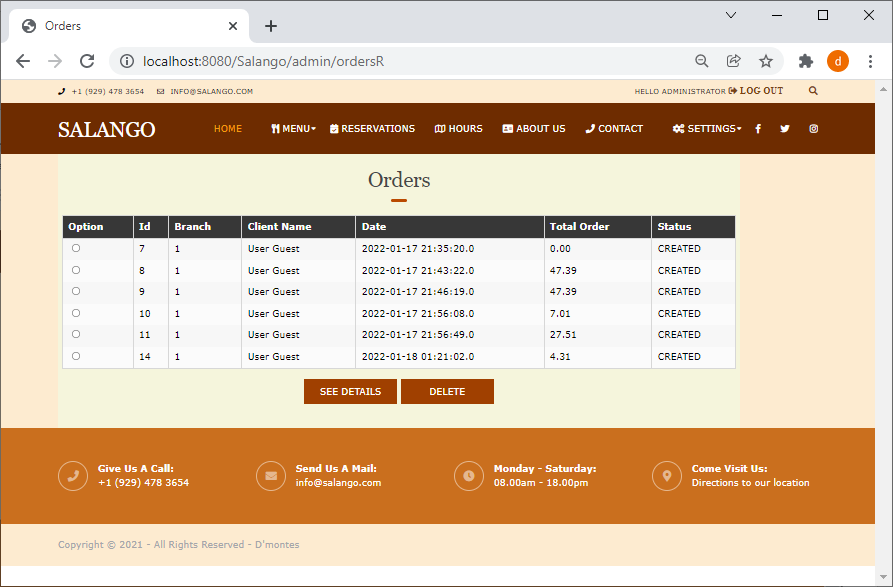 Orders
localhost:8080/Salango/admin/ordersR
d
+1 (929) 478 3654 INFO@SALANGO.COM HELLO ADMINISTRATOR LOG OUT
SALANGO HOME MENU RESERVATIONS HOURS ABOUT US CONTACT SETTINGS
Orders
Option Id Branch Client Name Date Total Order Status
7 1 User Guest 2022-01-17 21:35:20.0 0.00 CREATED
8 1 User Guest 2022-01-17 21:43:22.0 47.39 CREATED
9 1 User Guest 2022-01-17 21:46:19.0 47.39 CREATED
10 1 User Guest 2022-01-17 21:56:08.0 7.01 CREATED
11 1 User Guest 2022-01-17 21:56:49.0 27.51 CREATED
14 1 User Guest 2022-01-18 01:21:02.0 4.31 CREATED
SEE DETAILS DELETE
Give Us A Call: Send Us A Mail: Monday - Saturday: Come Visit Us:
+1 (929) 478 3654 info@salango.com 08.00am - 18.00pm Directions to our location
Copyright © 2021 - All Rights Reserved - D'montes